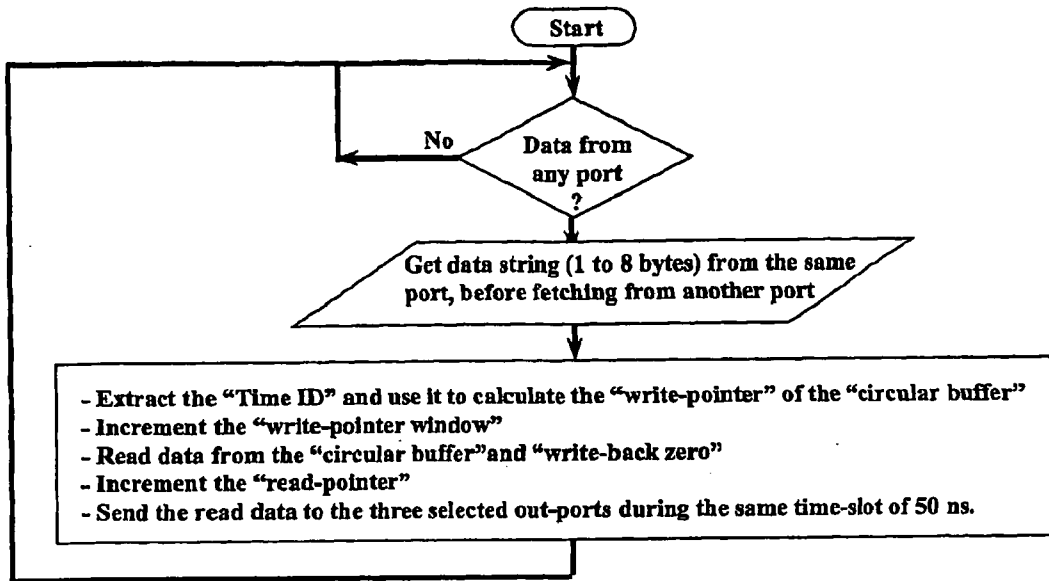 Start
No
Data from
any port
?
Get data string (1 to 8 bytes) from the same
port, before fetching from another port
- Extract the “Time ID” and use it to calculate the “write-pointer” of the “circular buffer”
- Increment the “write-pointer window”
- Read data from the “circular buffer”and “write-back zero”
- Increment the “read-pointer”
- Send the read data to the three selected out-ports during the same time-slot of 50 ns.